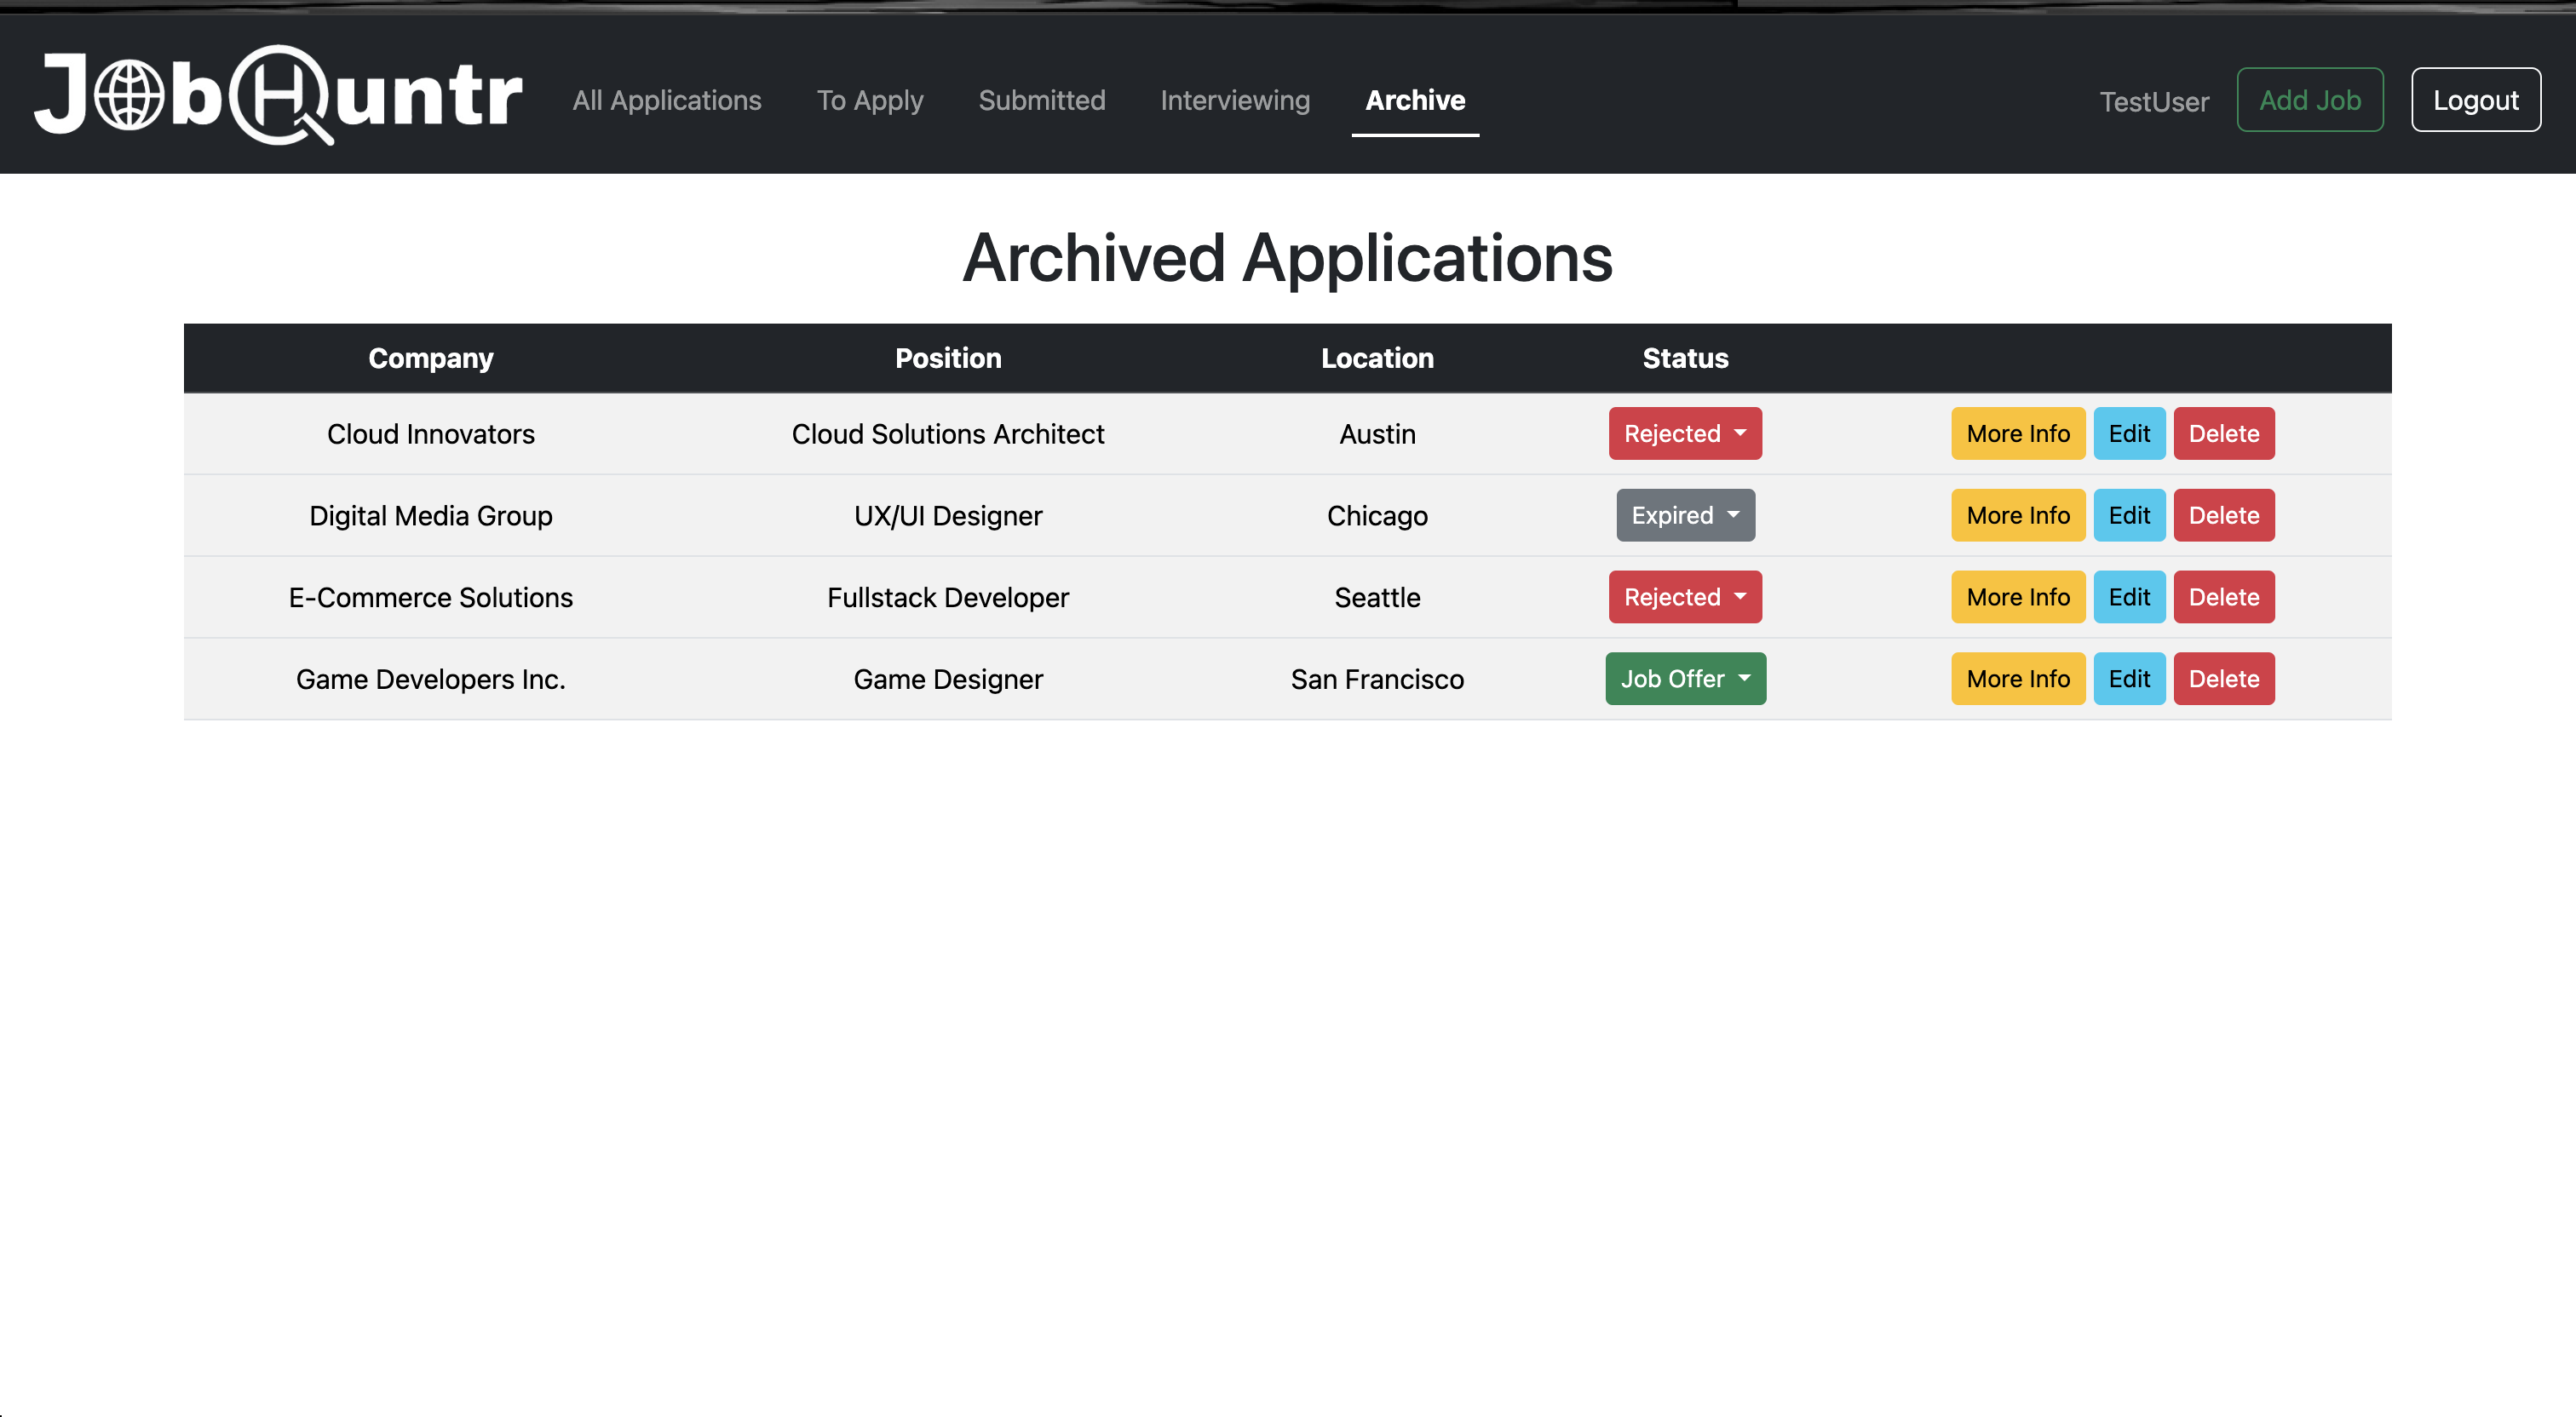 JobHuntr All Applications To Apply Submitted Interviewing Archive TestUser Add Job Logout
Archived Applications
Company Position Location Status
Cloud Innovators Cloud Solutions Architect Austin Rejected More Info Edit Delete
Digital Media Group UX/UI Designer Chicago Expired More Info Edit Delete
E-Commerce Solutions Fullstack Developer Seattle Rejected More Info Edit Delete
Game Developers Inc. Game Designer San Francisco Job Offer More Info Edit Delete